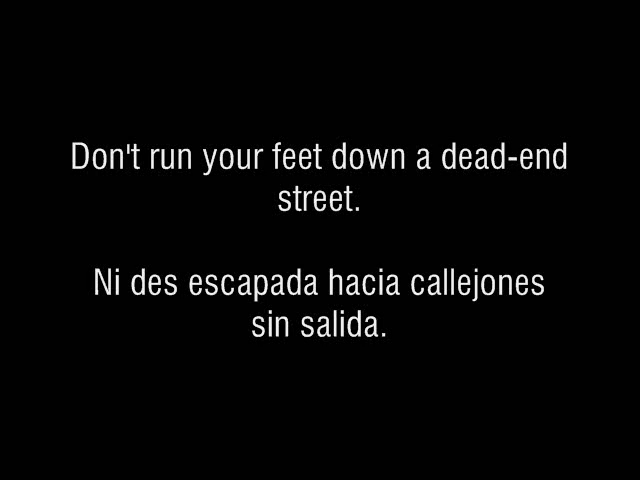 Don't run your feet down a dead-end
street.
Ni des escapada hacia callejones
sin salida.